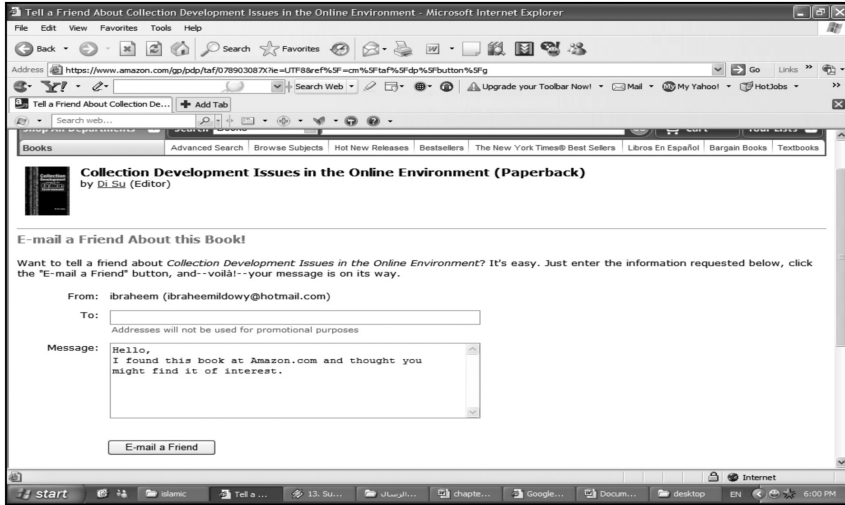 Tell a Friend About Collection Development Issues in the Online Environment - Microsoft Internet Explorer
File Edit View Favorites Tools Help
Back Search Favorites
Address https://www.amazon.com/gp/pdp/taf/078903087X?ie=UTF8&ref%5F=cm%5Ftaf%5Fdp%5Fbutton%5Fg Go Links
Search Web Upgrade your Toolbar Now! Mail My Yahoo! HotJobs
Tell a Friend About Collection De... Add Tab
Search web...
Shop All Departments Search Books Cart Your Lists
Books Advanced Search Browse Subjects Hot New Releases Bestsellers The New York Times® Best Sellers Libros En Español Bargain Books Textbooks
Collection Development Issues in the Online Environment (Paperback)
by Di Su (Editor)
E-mail a Friend About this Book!
Want to tell a friend about Collection Development Issues in the Online Environment? It's easy. Just enter the information requested below, click
the "E-mail a Friend" button, and--voilà!--your message is on its way.
From: ibraheem (ibraheemildowy@hotmail.com)
To:
Addresses will not be used for promotional purposes
Message: Hello,
I found this book at Amazon.com and thought you
might find it of interest.
E-mail a Friend
Internet
start islamic Tell a ... 13. Su... الرسال... chapte... Google... Docum... desktop EN 6:00 PM